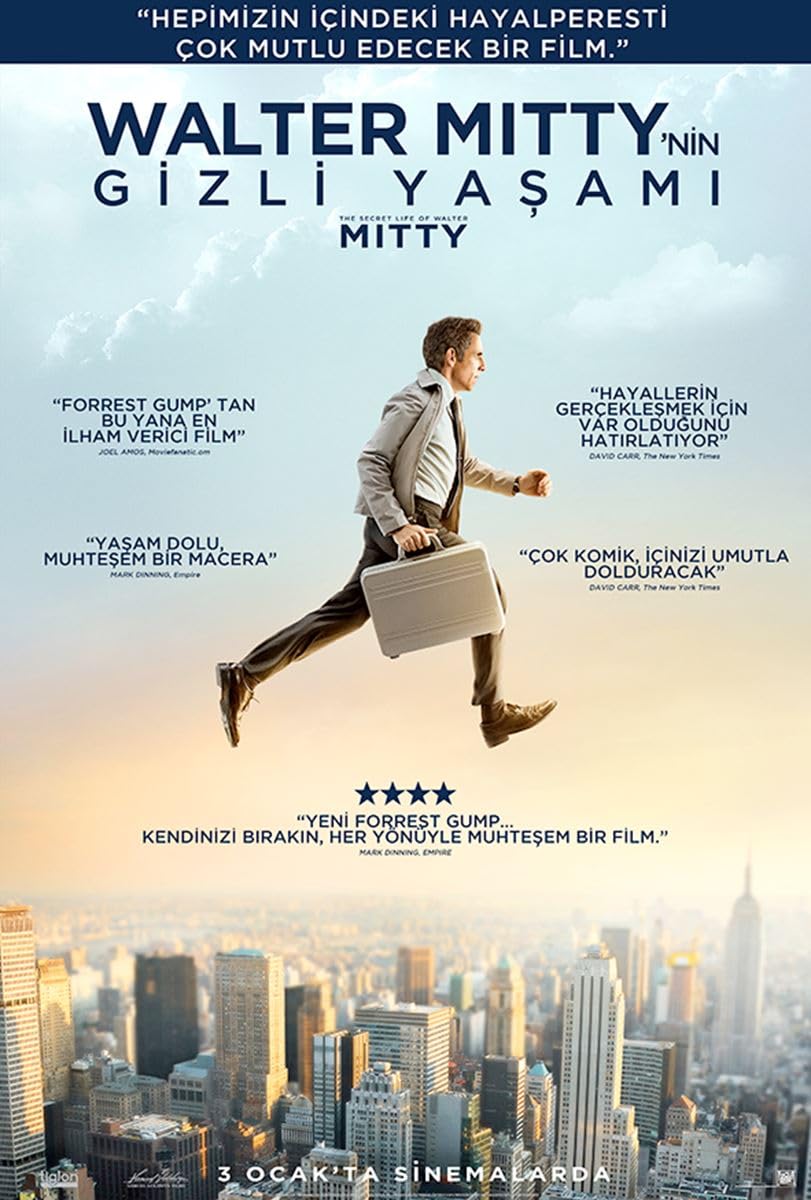 “HEPİMİZİN İÇİNDEKİ HAYALPERESTİ
ÇOK MUTLU EDECEK BİR FİLM.”
WALTER MITTY’NİN
GİZLİ YAŞAMI
THE SECRET LIFE OF WALTER
MITTY
“FORREST GUMP’ TAN
BU YANA EN
İLHAM VERİCİ FİLM”
JOEL AMOS, Moviefanatic.om
“HAYALLERİN
GERÇEKLEŞMEK İÇİN
VAR OLDUĞUNU
HATIRLATIYOR”
DAVID CARR, The New York Times
“YAŞAM DOLU,
MUHTEŞEM BİR MACERA”
MARK DINNING, Empire
“ÇOK KOMİK, İÇİNİZİ UMUTLA
DOLDURACAK”
DAVID CARR, The New York Times
“YENİ FORREST GUMP...
KENDİNİZİ BIRAKIN, HER YÖNÜYLE MUHTEŞEM BİR FİLM.”
MARK DINNING, EMPIRE
tiglon
3 OCAK’TA SİNEMALARDA